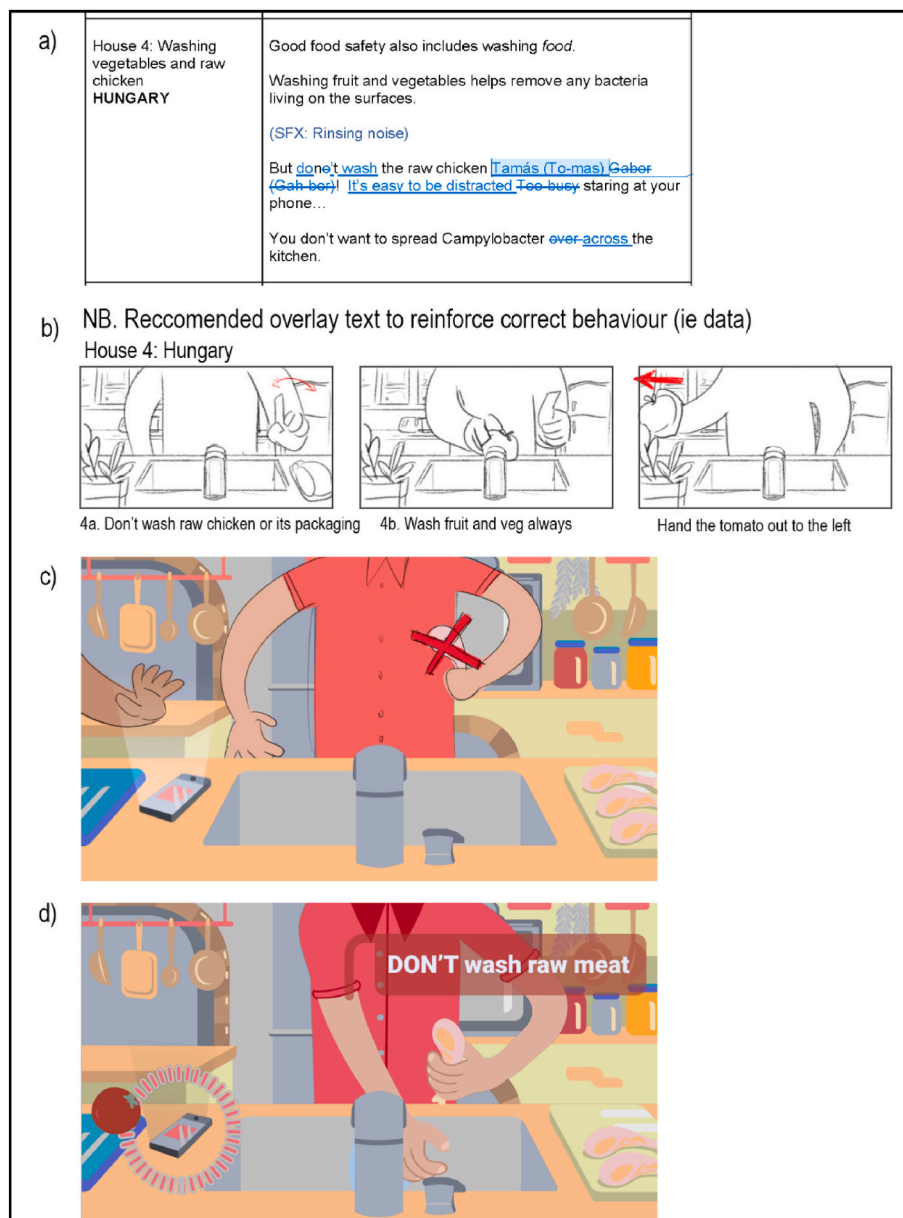 a)
House 4: Washing
vegetables and raw
chicken
HUNGARY
Good food safety also includes washing food.
Washing fruit and vegetables helps remove any bacteria
living on the surfaces.
(SFX: Rinsing noise)
But done't wash the raw chicken Tamás (To-mas) Gabor
(Gah-bor)! It's easy to be distracted Too busy staring at your
phone…
You don't want to spread Campylobacter over across the
kitchen.
b)
NB. Reccomended overlay text to reinforce correct behaviour (ie data)
House 4: Hungary
4a. Don't wash raw chicken or its packaging
4b. Wash fruit and veg always
Hand the tomato out to the left
c)
d)
DON'T wash raw meat